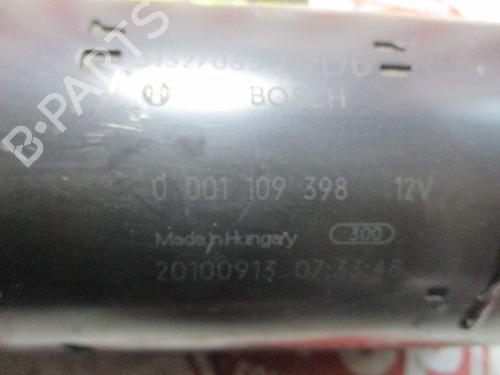 B-PARTS
BOSCH
0 001 109 398 12V
Made in Hungary 300
20100913 07:33:48